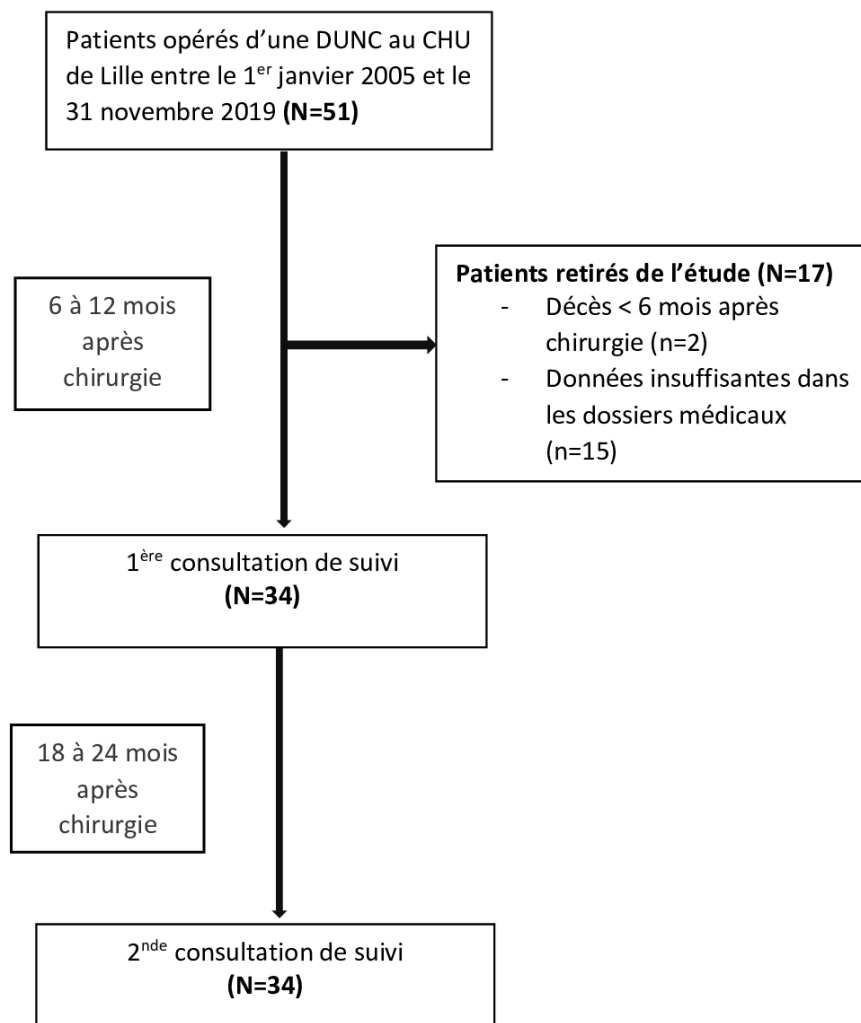 Patients opérés d’une DUNC au CHU
de Lille entre le 1er janvier 2005 et le
31 novembre 2019 (N=51)
6 à 12 mois
après
chirurgie
Patients retirés de l’étude (N=17)
- Décès < 6 mois après
chirurgie (n=2)
- Données insuffisantes dans
les dossiers médicaux
(n=15)
1ère consultation de suivi
(N=34)
18 à 24 mois
après
chirurgie
2nde consultation de suivi
(N=34)